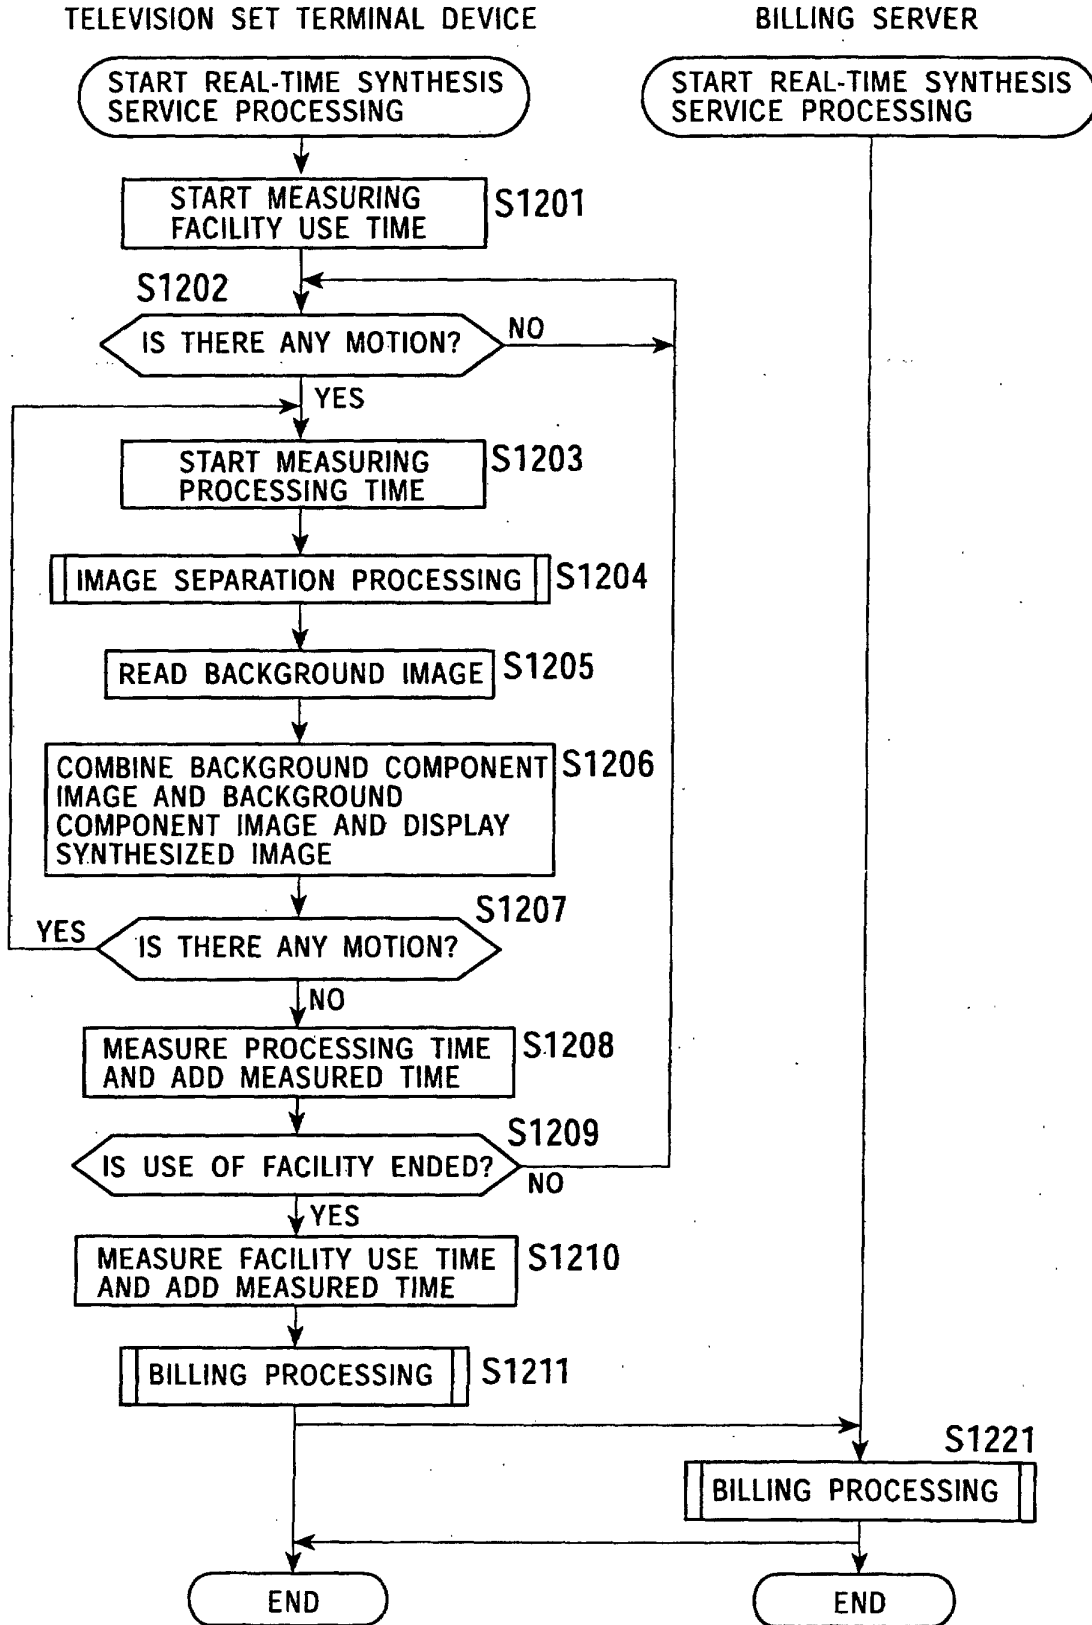 TELEVISION SET TERMINAL DEVICE
BILLING SERVER
START REAL-TIME SYNTHESIS
SERVICE PROCESSING
START REAL-TIME SYNTHESIS
SERVICE PROCESSING
START MEASURING
FACILITY USE TIME
S1201
S1202
IS THERE ANY MOTION?
NO
YES
START MEASURING
PROCESSING TIME
S1203
IMAGE SEPARATION PROCESSING
S1204
READ BACKGROUND IMAGE
S1205
COMBINE BACKGROUND COMPONENT
IMAGE AND BACKGROUND
COMPONENT IMAGE AND DISPLAY
SYNTHESIZED IMAGE
S1206
S1207
YES
IS THERE ANY MOTION?
NO
MEASURE PROCESSING TIME
AND ADD MEASURED TIME
S1208
S1209
IS USE OF FACILITY ENDED?
NO
YES
MEASURE FACILITY USE TIME
AND ADD MEASURED TIME
S1210
BILLING PROCESSING
S1211
S1221
BILLING PROCESSING
END
END